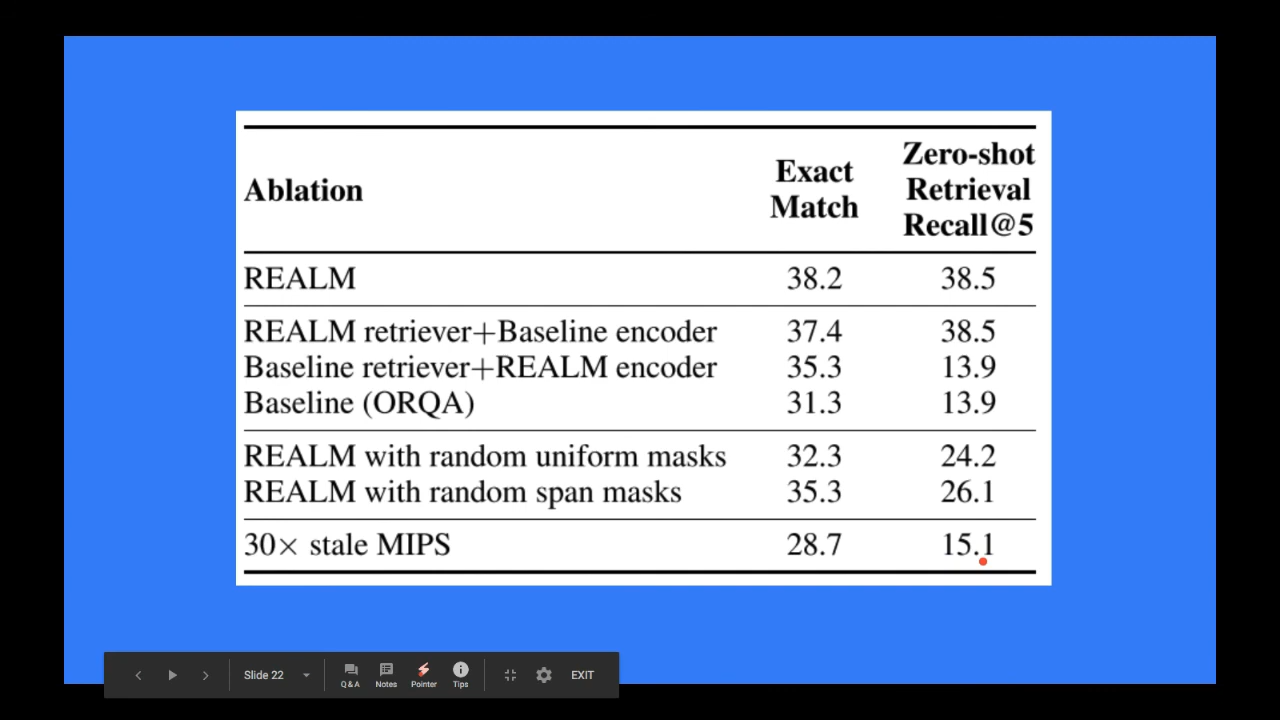 Ablation Exact Match Zero-shot Retrieval Recall@5
REALM 38.2 38.5
REALM retriever+Baseline encoder 37.4 38.5
Baseline retriever+REALM encoder 35.3 13.9
Baseline (ORQA) 31.3 13.9
REALM with random uniform masks 32.3 24.2
REALM with random span masks 35.3 26.1
30× stale MIPS 28.7 15.1
Slide 22 Q&A Notes Pointer Tips EXIT